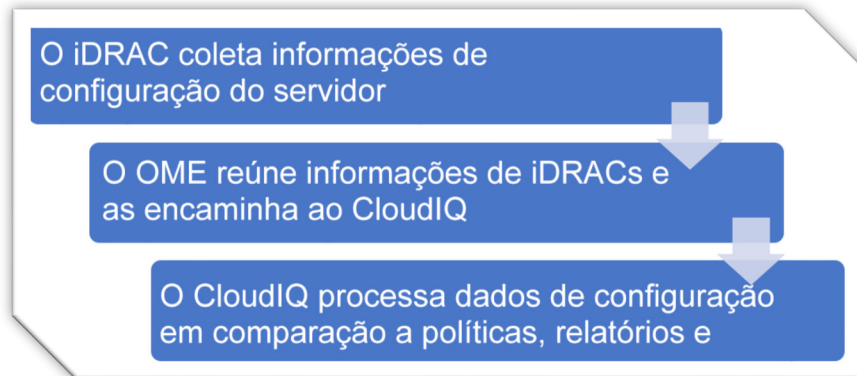 O iDRAC coleta informações de
configuração do servidor
O OME reúne informações de iDRACs e
as encaminha ao CloudIQ
O CloudIQ processa dados de configuração
em comparação a políticas, relatórios e